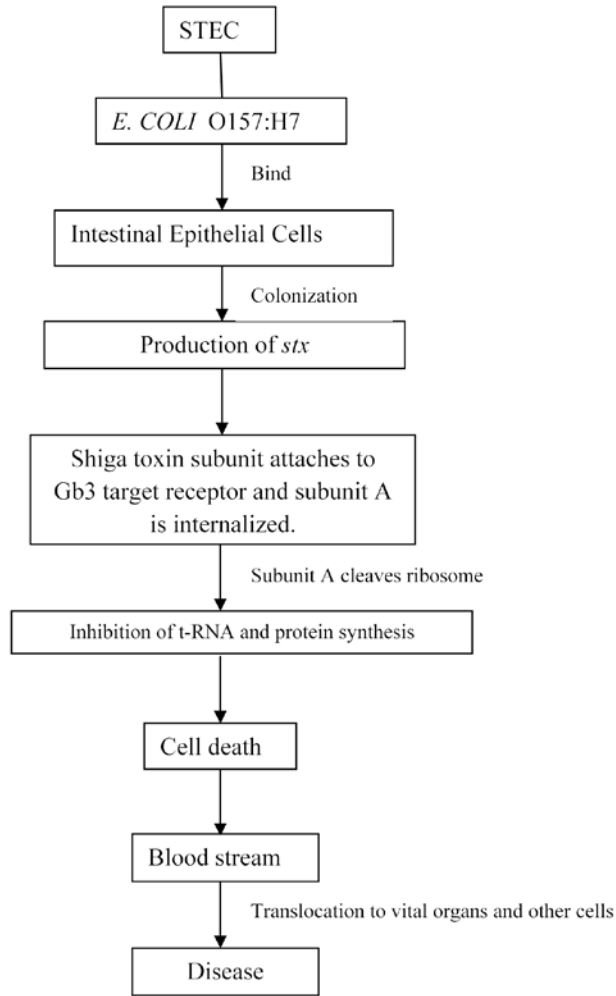 STEC
E. COLI O157:H7
Bind
Intestinal Epithelial Cells
Colonization
Production of stx
Shiga toxin subunit attaches to
Gb3 target receptor and subunit A
is internalized.
Subunit A cleaves ribosome
Inhibition of t-RNA and protein synthesis
Cell death
Blood stream
Translocation to vital organs and other cells
Disease